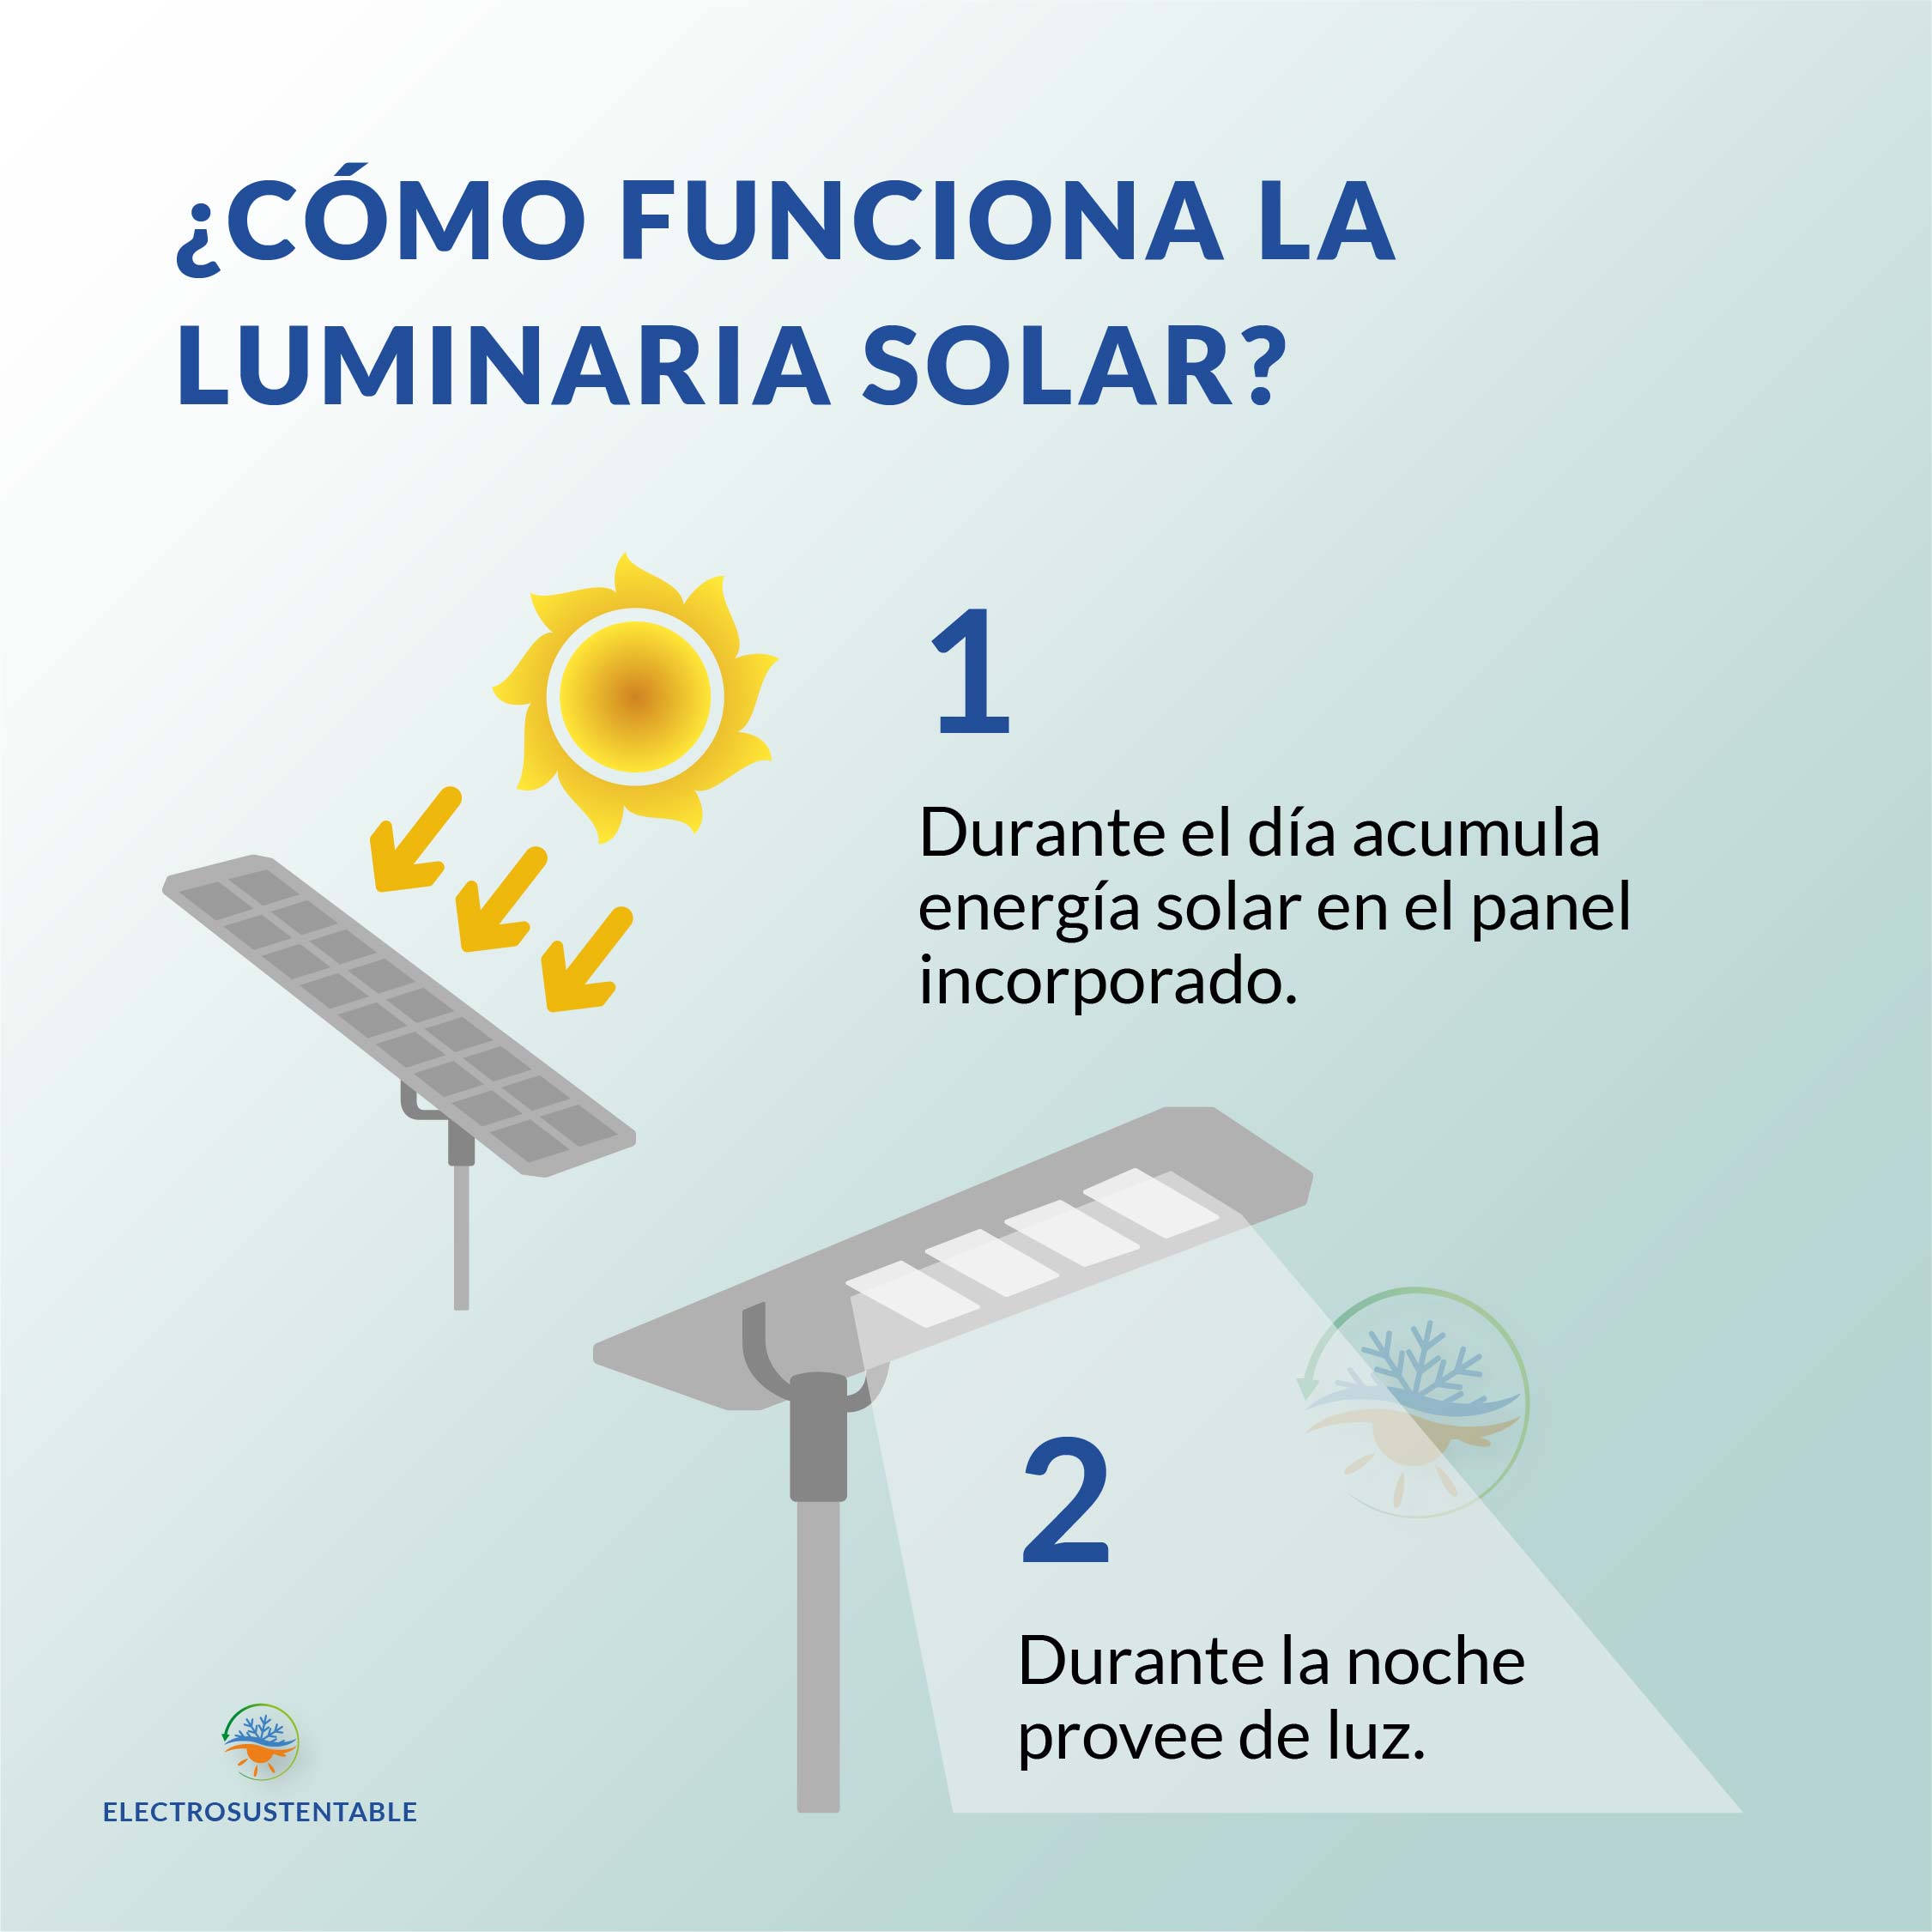 ¿CÓMO FUNCIONA LA
LUMINARIA SOLAR?
1
Durante el día acumula
energía solar en el panel
incorporado.
2
Durante la noche
provee de luz.
ELECTROSUSTENTABLE